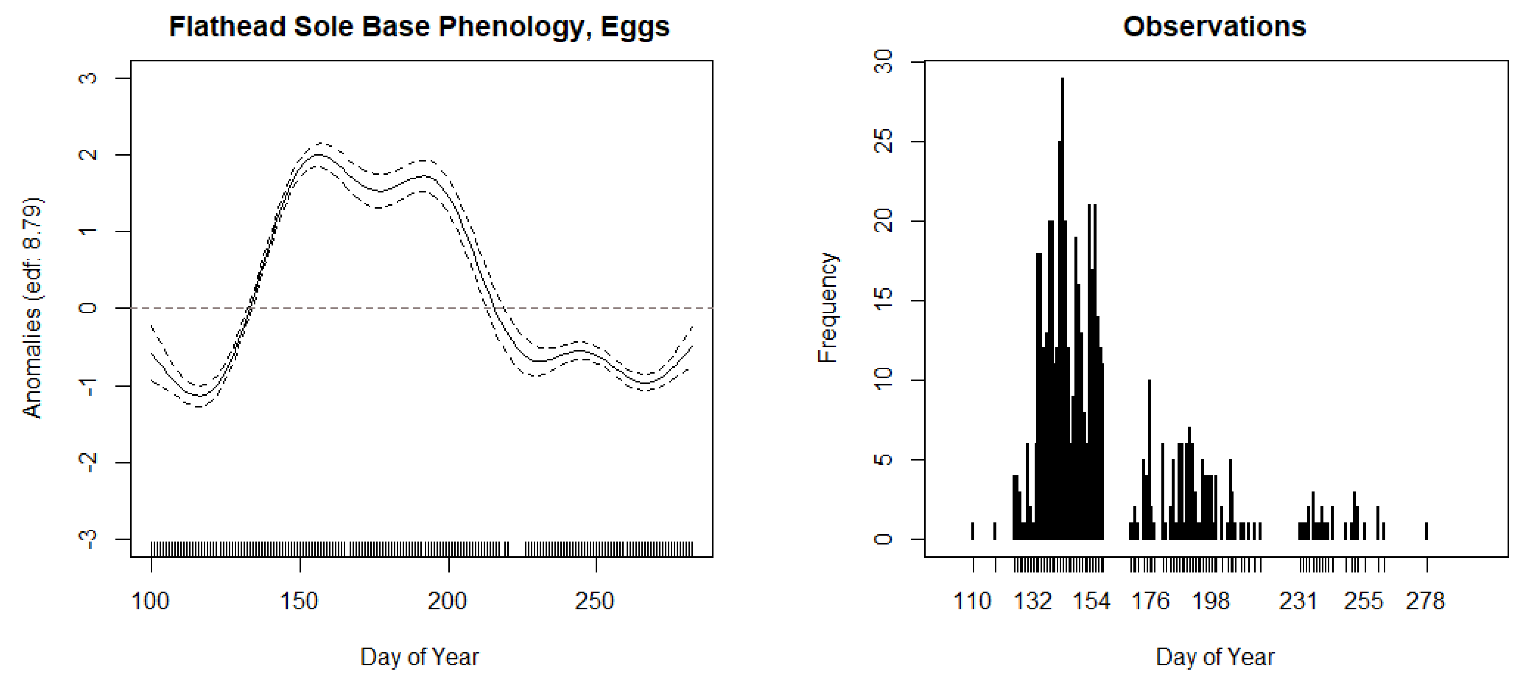 Flathead Sole Base Phenology, Eggs
Anomalies (edf: 8.79)
3
2
1
0
-1
-2
-3
100 150 200 250
Day of Year
Observations
Frequency
30
25
20
15
10
5
0
110 132 154 176 198 231 255 278
Day of Year